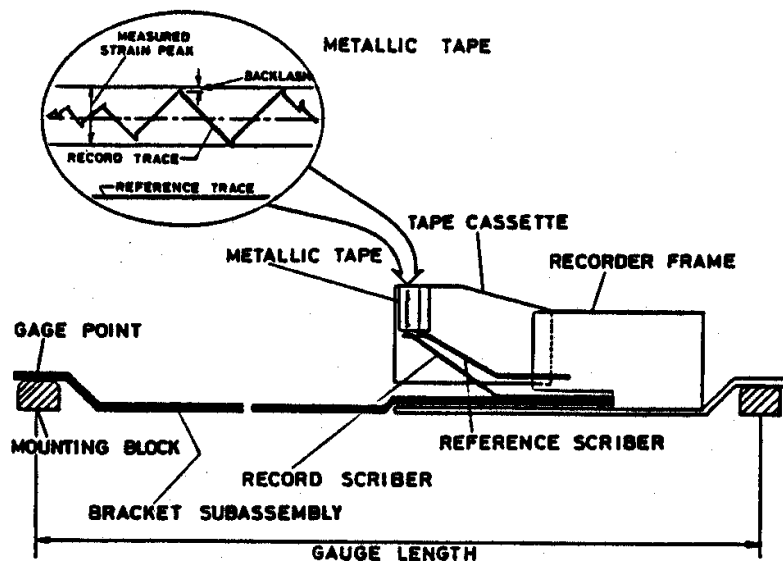 MEASURED
STRAIN PEAK
METALLIC TAPE
BACKLASH
RECORD TRACE
REFERENCE TRACE
TAPE CASSETTE
METALLIC TAPE
RECORDER FRAME
GAGE POINT
MOUNTING BLOCK
REFERENCE SCRIBER
RECORD SCRIBER
BRACKET SUBASSEMBLY
GAUGE LENGTH